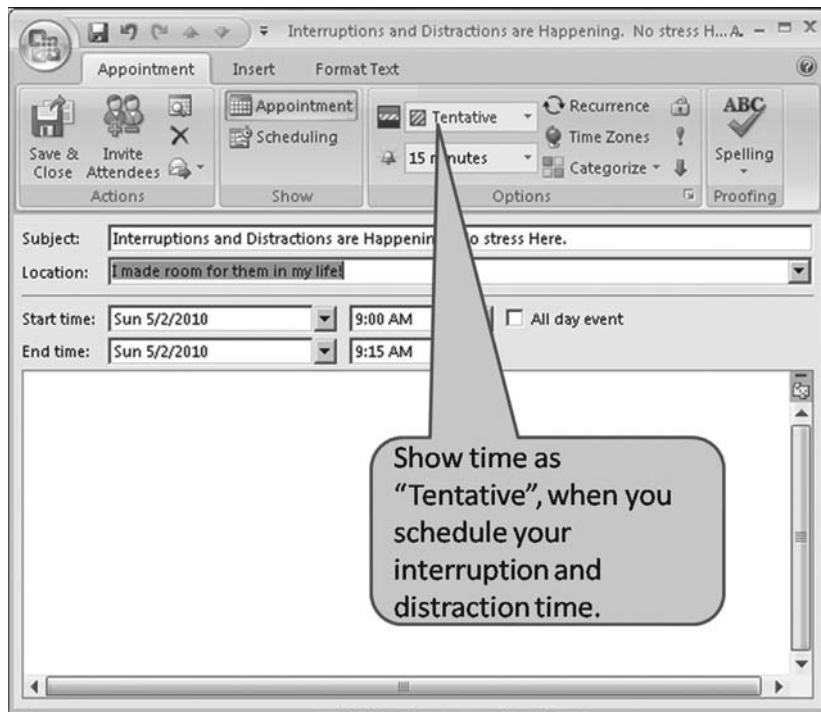 Interruptions and Distractions are Happening. No stress H...A.
Appointment Insert Format Text
Save & Close
Invite Attendees
Actions
Appointment
Scheduling
Show
Tentative
15 minutes
Recurrence
Time Zones
Categorize
Options
ABC
Spelling
Proofing
Subject: Interruptions and Distractions are Happening. No stress Here.
Location: I made room for them in my life!
Start time: Sun 5/2/2010 9:00 AM All day event
End time: Sun 5/2/2010 9:15 AM
Show time as
“Tentative”, when you
schedule your
interruption and
distraction time.